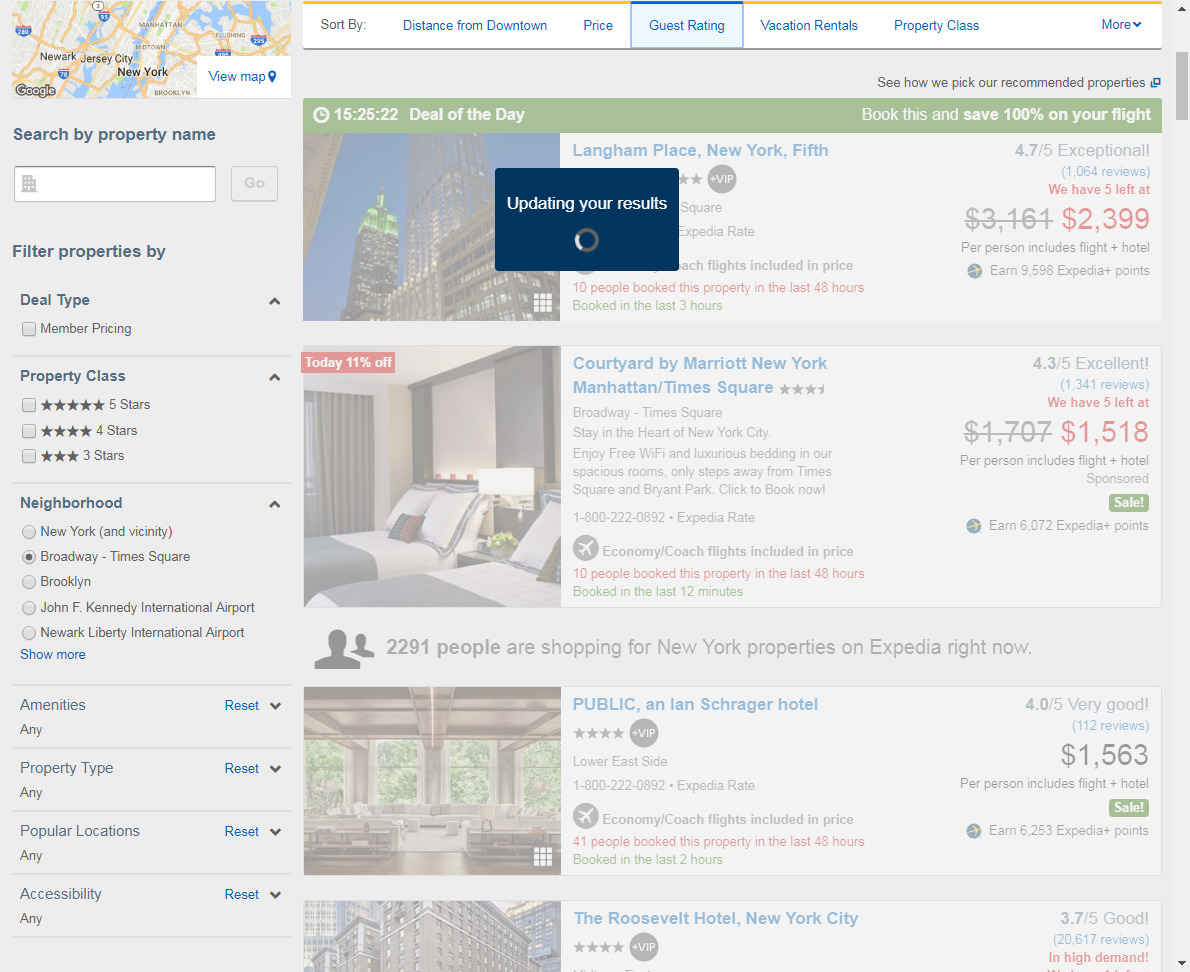 MANHATTAN
FLUSHING
MIDTOWN
Newark
Jersey City
New York
BROOKLYN
3
95
280
295
495
78
Google
View map
Search by property name
Go
Filter properties by
Deal Type
Member Pricing
Property Class
5 Stars
4 Stars
3 Stars
Neighborhood
New York (and vicinity)
Broadway - Times Square
Brooklyn
John F. Kennedy International Airport
Newark Liberty International Airport
Show more
Amenities Reset
Any
Property Type Reset
Any
Popular Locations Reset
Any
Accessibility Reset
Any
Sort By: Distance from Downtown Price Guest Rating Vacation Rentals Property Class More
See how we pick our recommended properties
15:25:22 Deal of the Day Book this and save 100% on your flight
Updating your results
Langham Place, New York, Fifth
+VIP
Square
Expedia Rate
Economy/Coach flights included in price
10 people booked this property in the last 48 hours
Booked in the last 3 hours
4.7/5 Exceptional!
(1,064 reviews)
We have 5 left at
$3,161 $2,399
Per person includes flight + hotel
Earn 9,598 Expedia+ points
Today 11% off
Courtyard by Marriott New York
Manhattan/Times Square
Broadway - Times Square
Stay in the Heart of New York City.
Enjoy Free WiFi and luxurious bedding in our
spacious rooms, only steps away from Times
Square and Bryant Park. Click to Book now!
1-800-222-0892 • Expedia Rate
Economy/Coach flights included in price
10 people booked this property in the last 48 hours
Booked in the last 12 minutes
4.3/5 Excellent!
(1,341 reviews)
We have 5 left at
$1,707 $1,518
Per person includes flight + hotel
Sponsored
Sale!
Earn 6,072 Expedia+ points
2291 people are shopping for New York properties on Expedia right now.
PUBLIC, an Ian Schrager hotel
+VIP
Lower East Side
1-800-222-0892 • Expedia Rate
Economy/Coach flights included in price
41 people booked this property in the last 48 hours
Booked in the last 2 hours
4.0/5 Very good!
(112 reviews)
$1,563
Per person includes flight + hotel
Sale!
Earn 6,253 Expedia+ points
The Roosevelt Hotel, New York City
+VIP
3.7/5 Good!
(20,617 reviews)
In high demand!